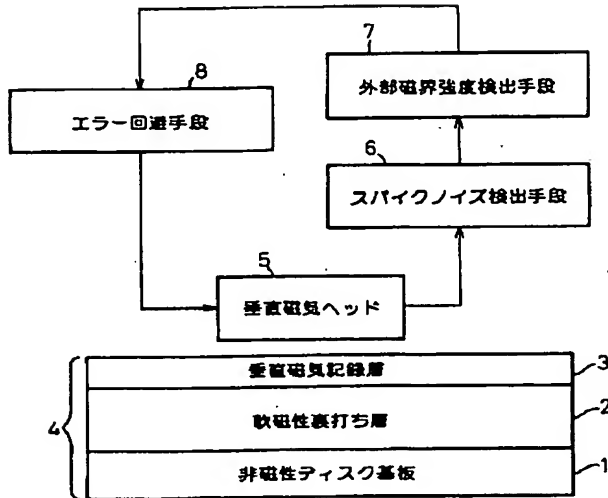 7
外部磁界強度検出手段
8
エラー回避手段
6
スパイクノイズ検出手段
5
垂直磁気ヘッド
垂直磁気記録層
3
4
軟磁性裏打ち層
2
非磁性ディスク基板
1